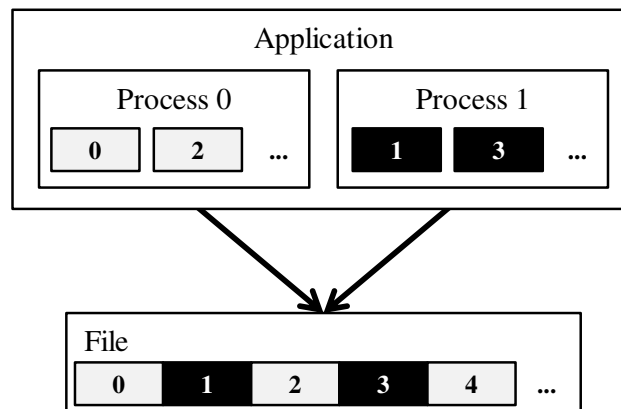 Application
Process 0 Process 1
0 2 ... 1 3 ...
File
0 1 2 3 4 ...